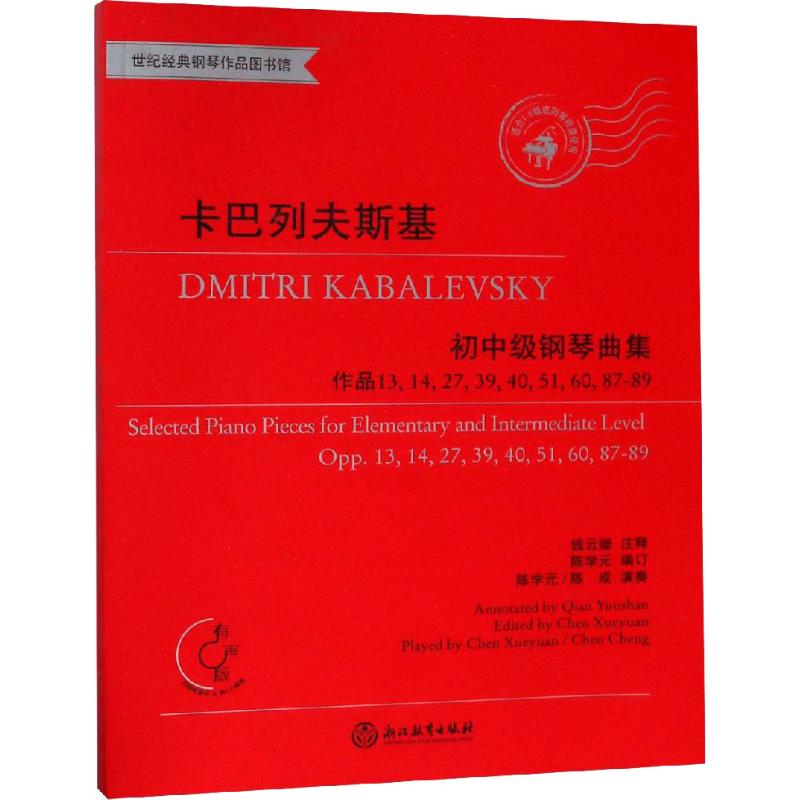 世纪经典钢琴作品图书馆
卡巴列夫斯基
DMITRI KABALEVSKY
初中级钢琴曲集
作品13, 14, 27, 39, 40, 51, 60, 87-89
Selected Piano Pieces for Elementary and Intermediate Level
Opp. 13, 14, 27, 39, 40, 51, 60, 87-89
钱云姗 注释
陈学元 编订
陈学元 / 陈 成 演奏
Annotated by Qian Yunshan
Edited by Chen Xueyuan
Played by Chen Xueyuan / Chen Cheng
有声版
浙江教育出版社